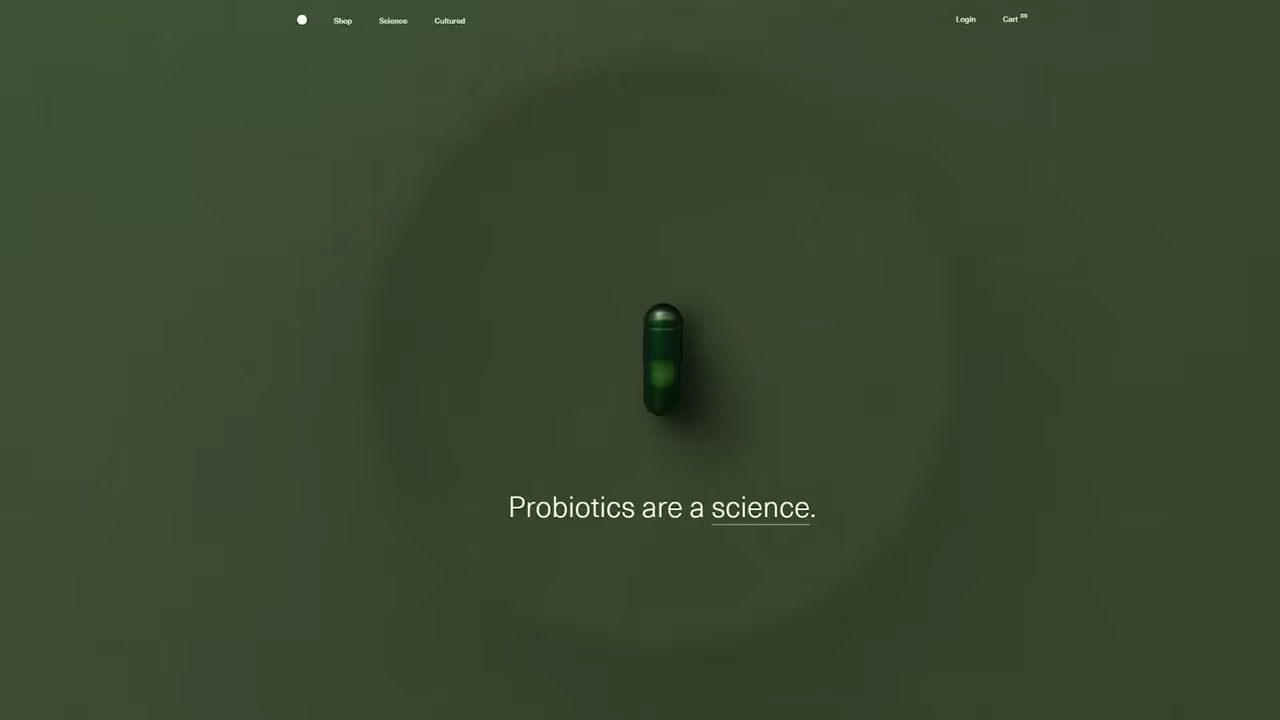 Shop
Science
Cultured
Login
Cart
Probiotics are a science.